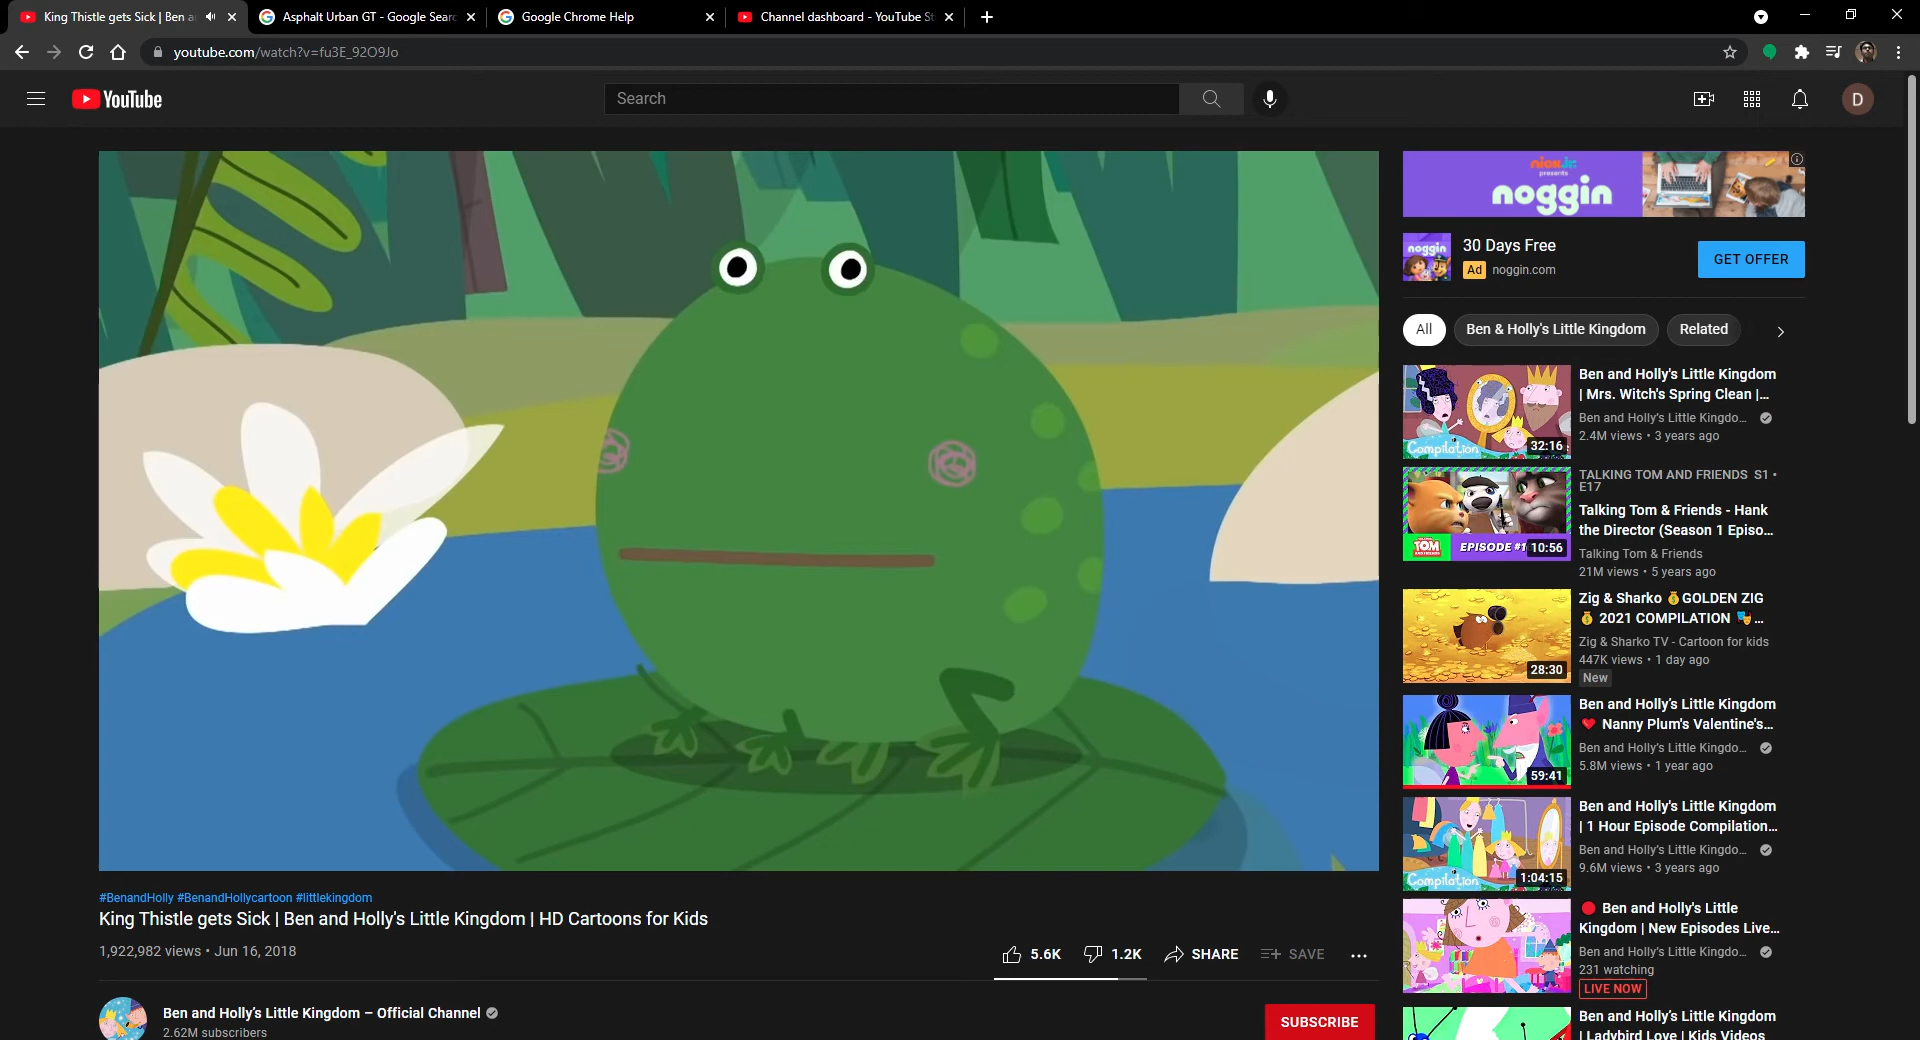 King Thistle gets Sick | Ben a
Asphalt Urban GT - Google Searc
Google Chrome Help
Channel dashboard - YouTube St
youtube.com/watch?v=fu3E_92O9Jo
YouTube
Search
D
nick jr.
presents
noggin
noggin
30 Days Free
Ad noggin.com
GET OFFER
All
Ben & Holly's Little Kingdom
Related
Compilation
32:16
Ben and Holly's Little Kingdom
| Mrs. Witch's Spring Clean |...
Ben and Holly's Little Kingdo...
2.4M views • 3 years ago
TOM
EPISODE #1
10:56
TALKING TOM AND FRIENDS S1 •
E17
Talking Tom & Friends - Hank
the Director (Season 1 Episo...
Talking Tom & Friends
21M views • 5 years ago
28:30
Zig & Sharko 💰GOLDEN ZIG
💰 2021 COMPILATION 🎭...
Zig & Sharko TV - Cartoon for kids
447K views • 1 day ago
New
59:41
Ben and Holly's Little Kingdom
❤️ Nanny Plum's Valentine's...
Ben and Holly's Little Kingdo...
5.8M views • 1 year ago
Compilation
1:04:15
Ben and Holly's Little Kingdom
| 1 Hour Episode Compilation...
Ben and Holly's Little Kingdo...
9.6M views • 3 years ago
🔴 Ben and Holly's Little
Kingdom | New Episodes Live...
Ben and Holly's Little Kingdo...
231 watching
LIVE NOW
Ben and Holly's Little Kingdom
| Ladybird Love | Kids Videos
#BenandHolly #BenandHollycartoon #littlekingdom
King Thistle gets Sick | Ben and Holly's Little Kingdom | HD Cartoons for Kids
1,922,982 views • Jun 16, 2018
5.6K
1.2K
SHARE
SAVE
Ben and Holly's Little Kingdom – Official Channel
2.62M subscribers
SUBSCRIBE